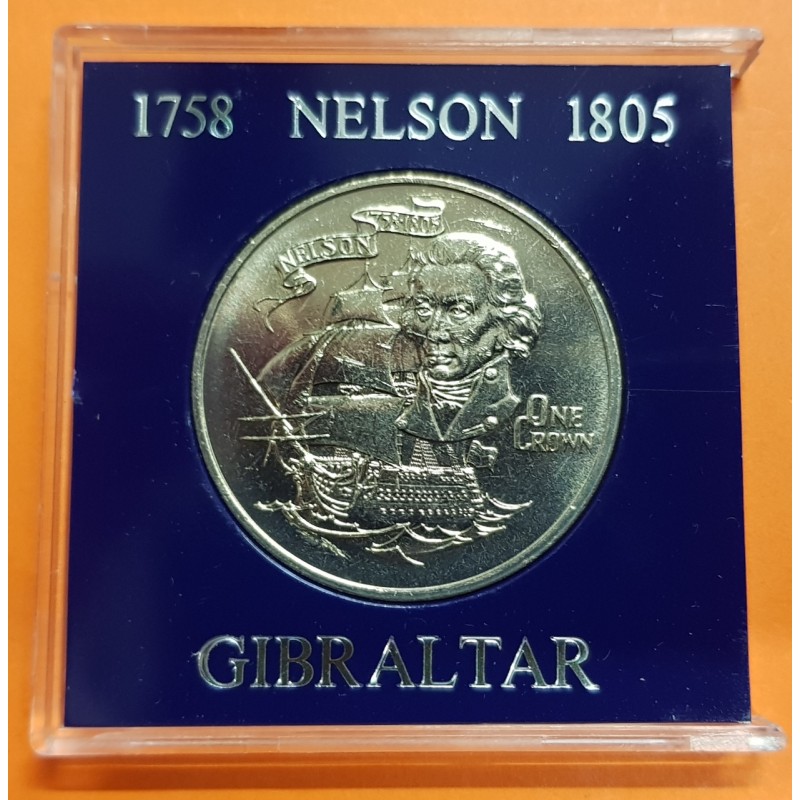 1758 NELSON 1805
NELSON 1758·1805
ONE
CROWN
GIBRALTAR